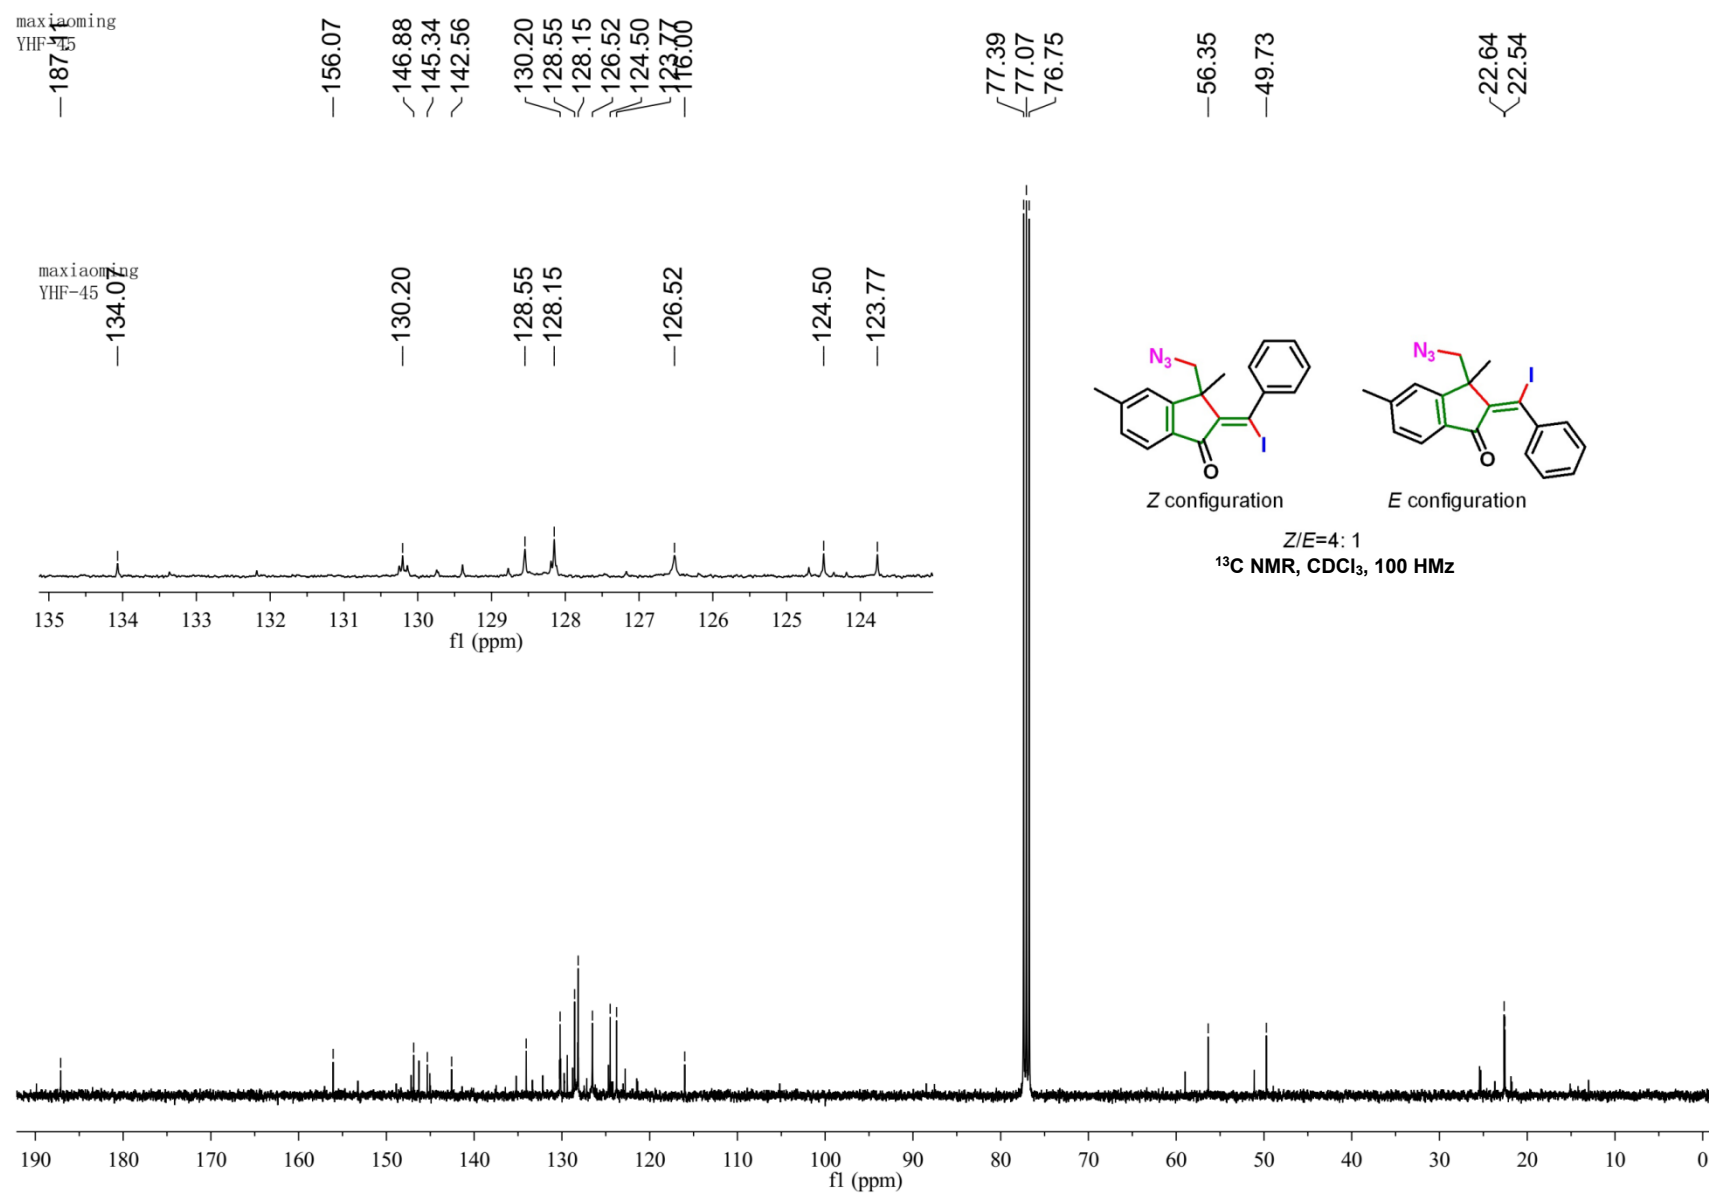 maxiaoming
YHF-45
187.11
156.07
146.88
145.34
142.56
130.20
128.55
128.15
126.52
124.50
123.77
116.00
77.39
77.07
76.75
56.35
49.73
22.64
22.54
maxiaoming
YHF-45
134.07
130.20
128.55
128.15
126.52
124.50
123.77
135 134 133 132 131 130 129 128 127 126 125 124
f1 (ppm)
N3
I
O
Z configuration
N3
I
O
E configuration
Z/E=4: 1
13C NMR, CDCl3, 100 HMz
190 180 170 160 150 140 130 120 110 100 90 80 70 60 50 40 30 20 10 0
f1 (ppm)